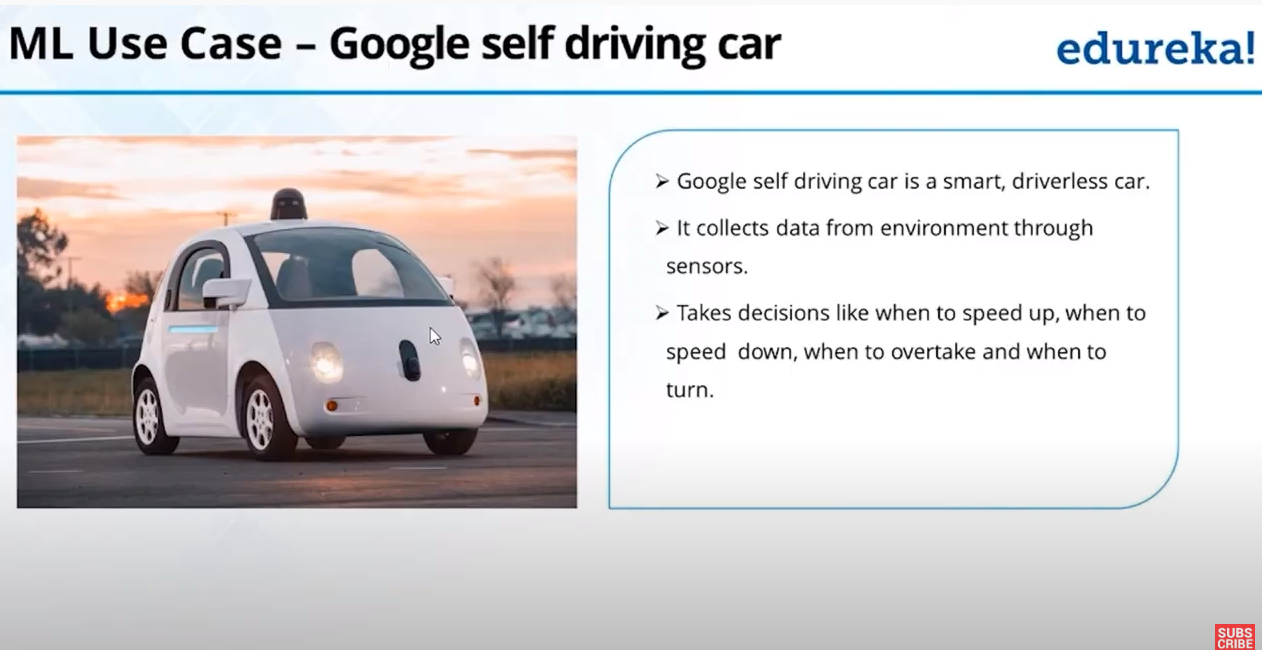 ML Use Case – Google self driving car
edureka!
➢ Google self driving car is a smart, driverless car.
➢ It collects data from environment through
sensors.
➢ Takes decisions like when to speed up, when to
speed down, when to overtake and when to
turn.
SUBS
CRIBE